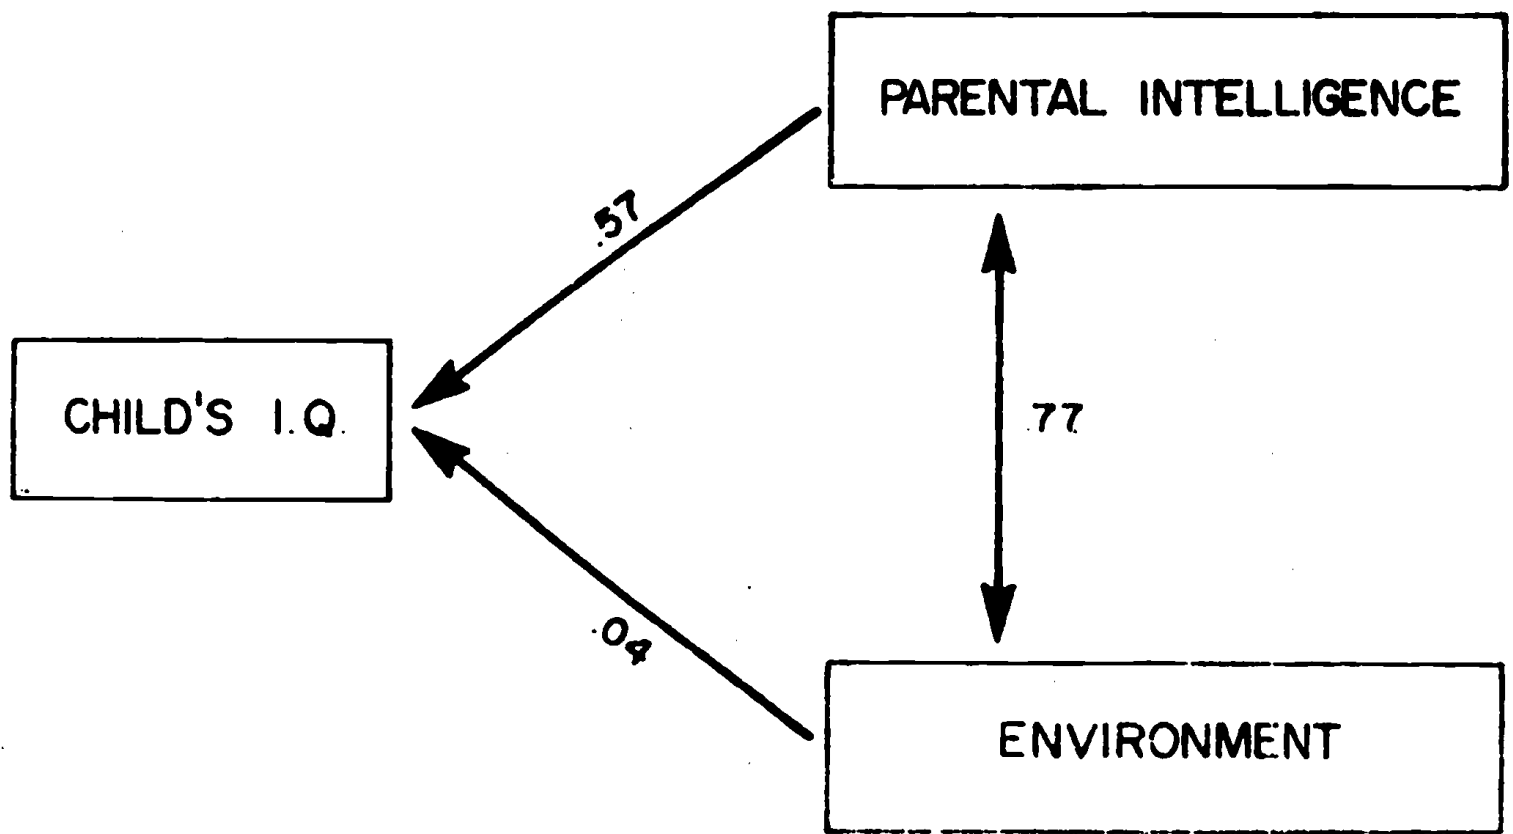 PARENTAL INTELLIGENCE
.57
CHILD'S I.Q.
.77
.04
ENVIRONMENT